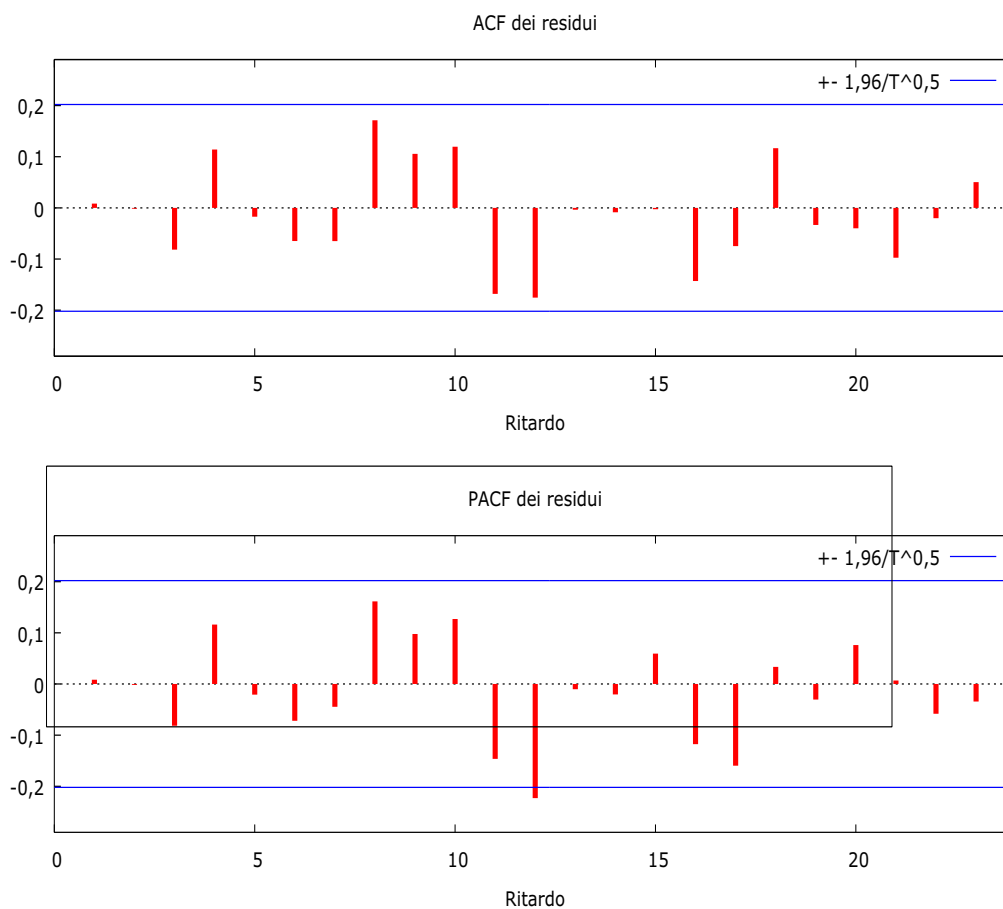 ACF dei residui
+- 1,96/T^0,5
0,2
0,1
0
-0,1
-0,2
0 5 10 15 20
Ritardo
PACF dei residui
+- 1,96/T^0,5
0,2
0,1
0
-0,1
-0,2
0 5 10 15 20
Ritardo